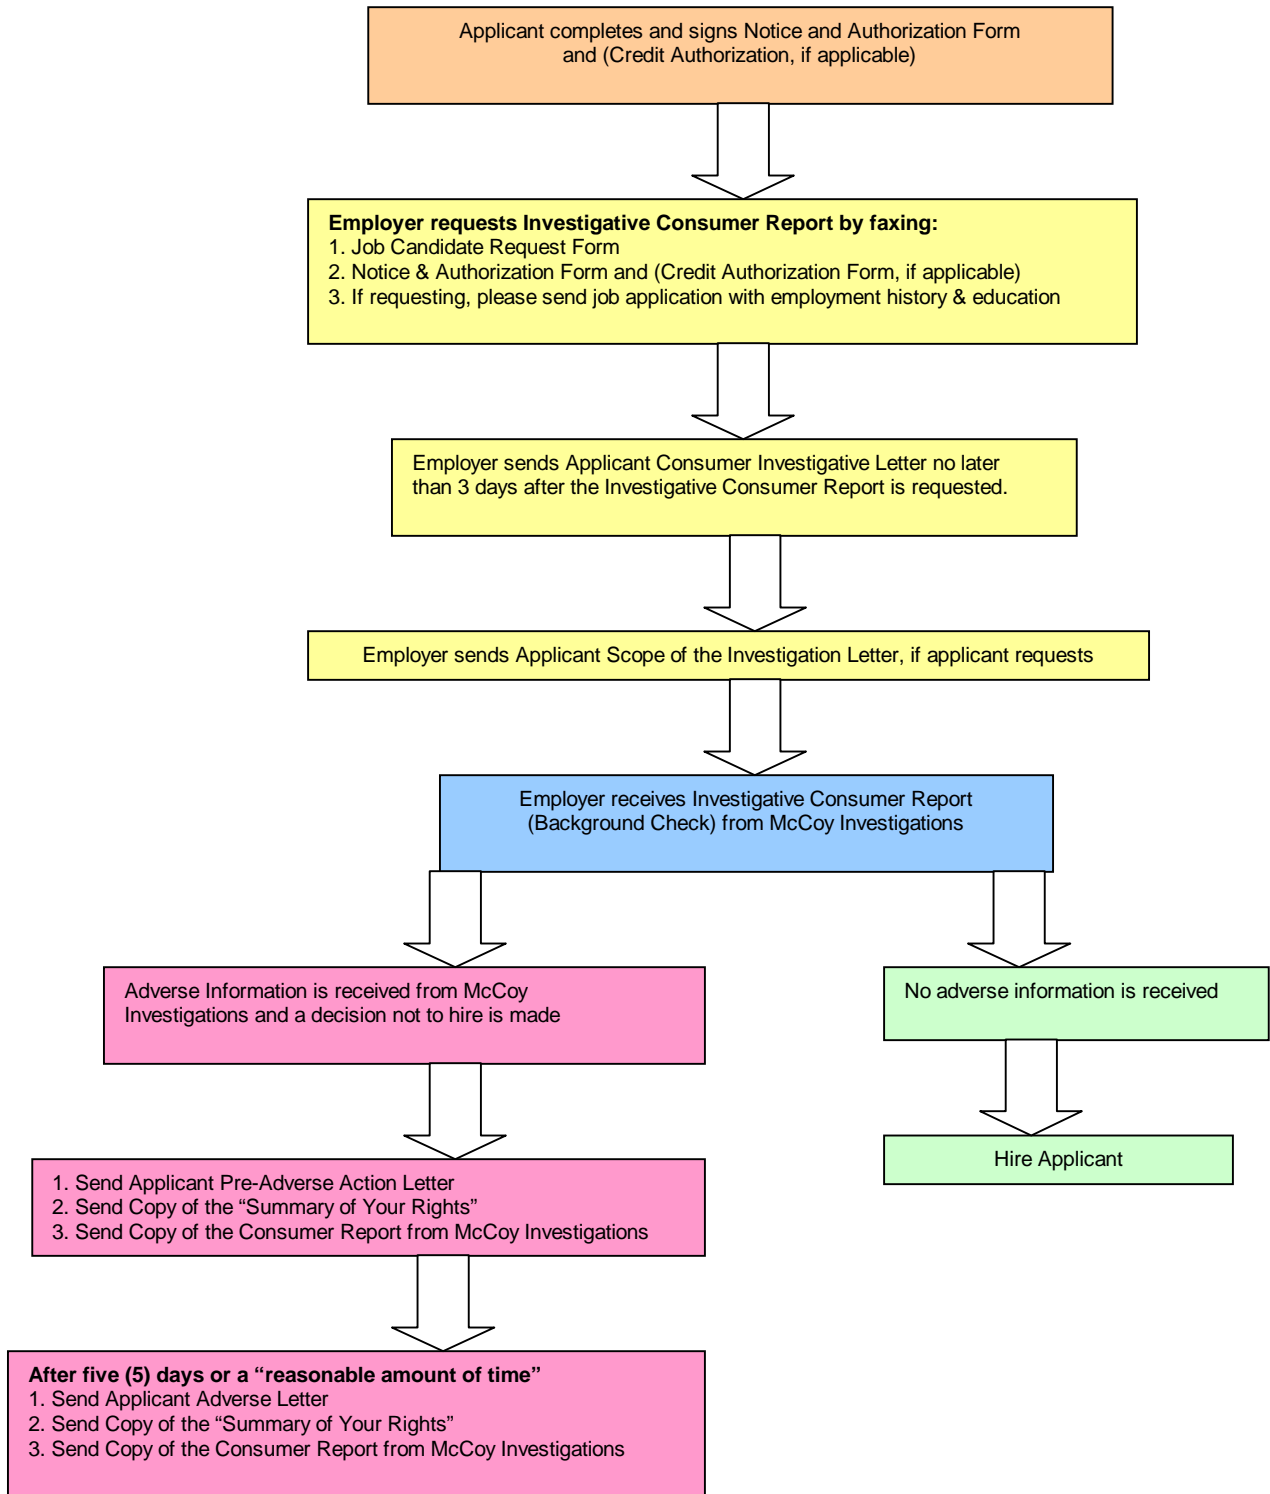 Applicant completes and signs Notice and Authorization Form
and (Credit Authorization, if applicable)
Employer requests Investigative Consumer Report by faxing:
1. Job Candidate Request Form
2. Notice & Authorization Form and (Credit Authorization Form, if applicable)
3. If requesting, please send job application with employment history & education
Employer sends Applicant Consumer Investigative Letter no later
than 3 days after the Investigative Consumer Report is requested.
Employer sends Applicant Scope of the Investigation Letter, if applicant requests
Employer receives Investigative Consumer Report
(Background Check) from McCoy Investigations
Adverse Information is received from McCoy
Investigations and a decision not to hire is made
No adverse information is received
1. Send Applicant Pre-Adverse Action Letter
2. Send Copy of the “Summary of Your Rights”
3. Send Copy of the Consumer Report from McCoy Investigations
Hire Applicant
After five (5) days or a “reasonable amount of time”
1. Send Applicant Adverse Letter
2. Send Copy of the “Summary of Your Rights”
3. Send Copy of the Consumer Report from McCoy Investigations